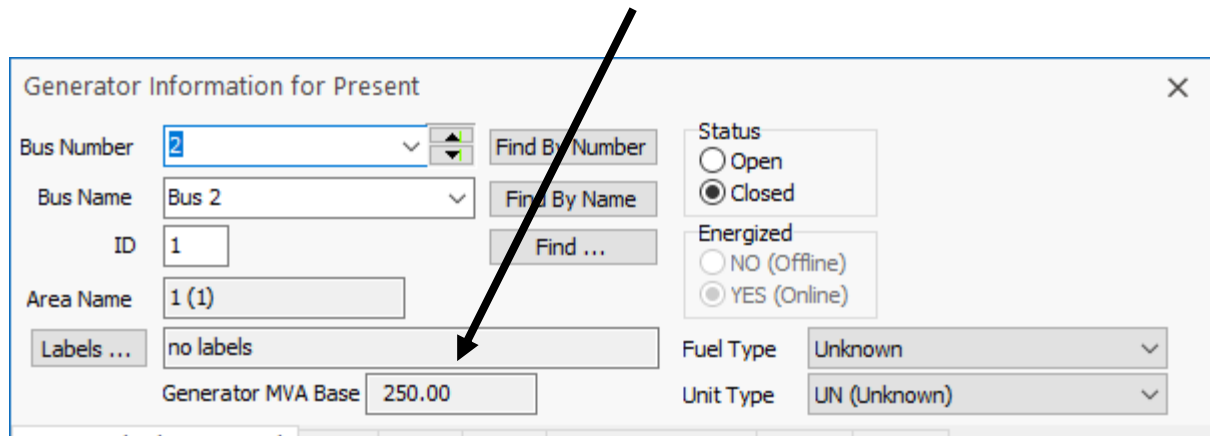 Generator Information for Present
Bus Number 2 Find By Number
Bus Name Bus 2 Find By Name
ID 1 Find ...
Area Name 1 (1)
Labels ... no labels
Generator MVA Base 250.00
Status
Open
Closed
Energized
NO (Offline)
YES (Online)
Fuel Type Unknown
Unit Type UN (Unknown)